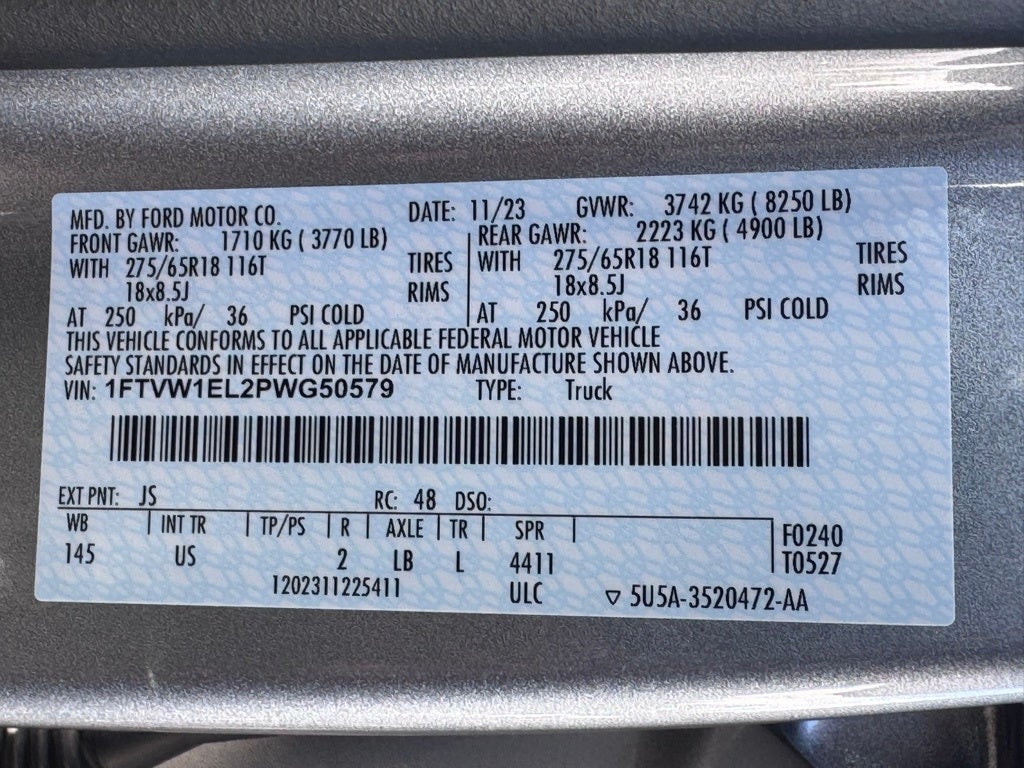 MFD. BY FORD MOTOR CO. DATE: 11/23 GVWR: 3742 KG ( 8250 LB)
FRONT GAWR: 1710 KG ( 3770 LB) REAR GAWR: 2223 KG ( 4900 LB)
WITH 275/65R18 116T TIRES WITH 275/65R18 116T TIRES
18x8.5J RIMS 18x8.5J RIMS
AT 250 kPa/ 36 PSI COLD AT 250 kPa/ 36 PSI COLD
THIS VEHICLE CONFORMS TO ALL APPLICABLE FEDERAL MOTOR VEHICLE
SAFETY STANDARDS IN EFFECT ON THE DATE OF MANUFACTURE SHOWN ABOVE.
VIN: 1FTVW1EL2PWG50579 TYPE: Truck
EXT PNT: JS RC: 48 DSO:
WB INT TR TP/PS R AXLE TR SPR F0240
145 US 2 LB L 4411 T0527
1202311225411 ULC ▽ 5U5A-3520472-AA